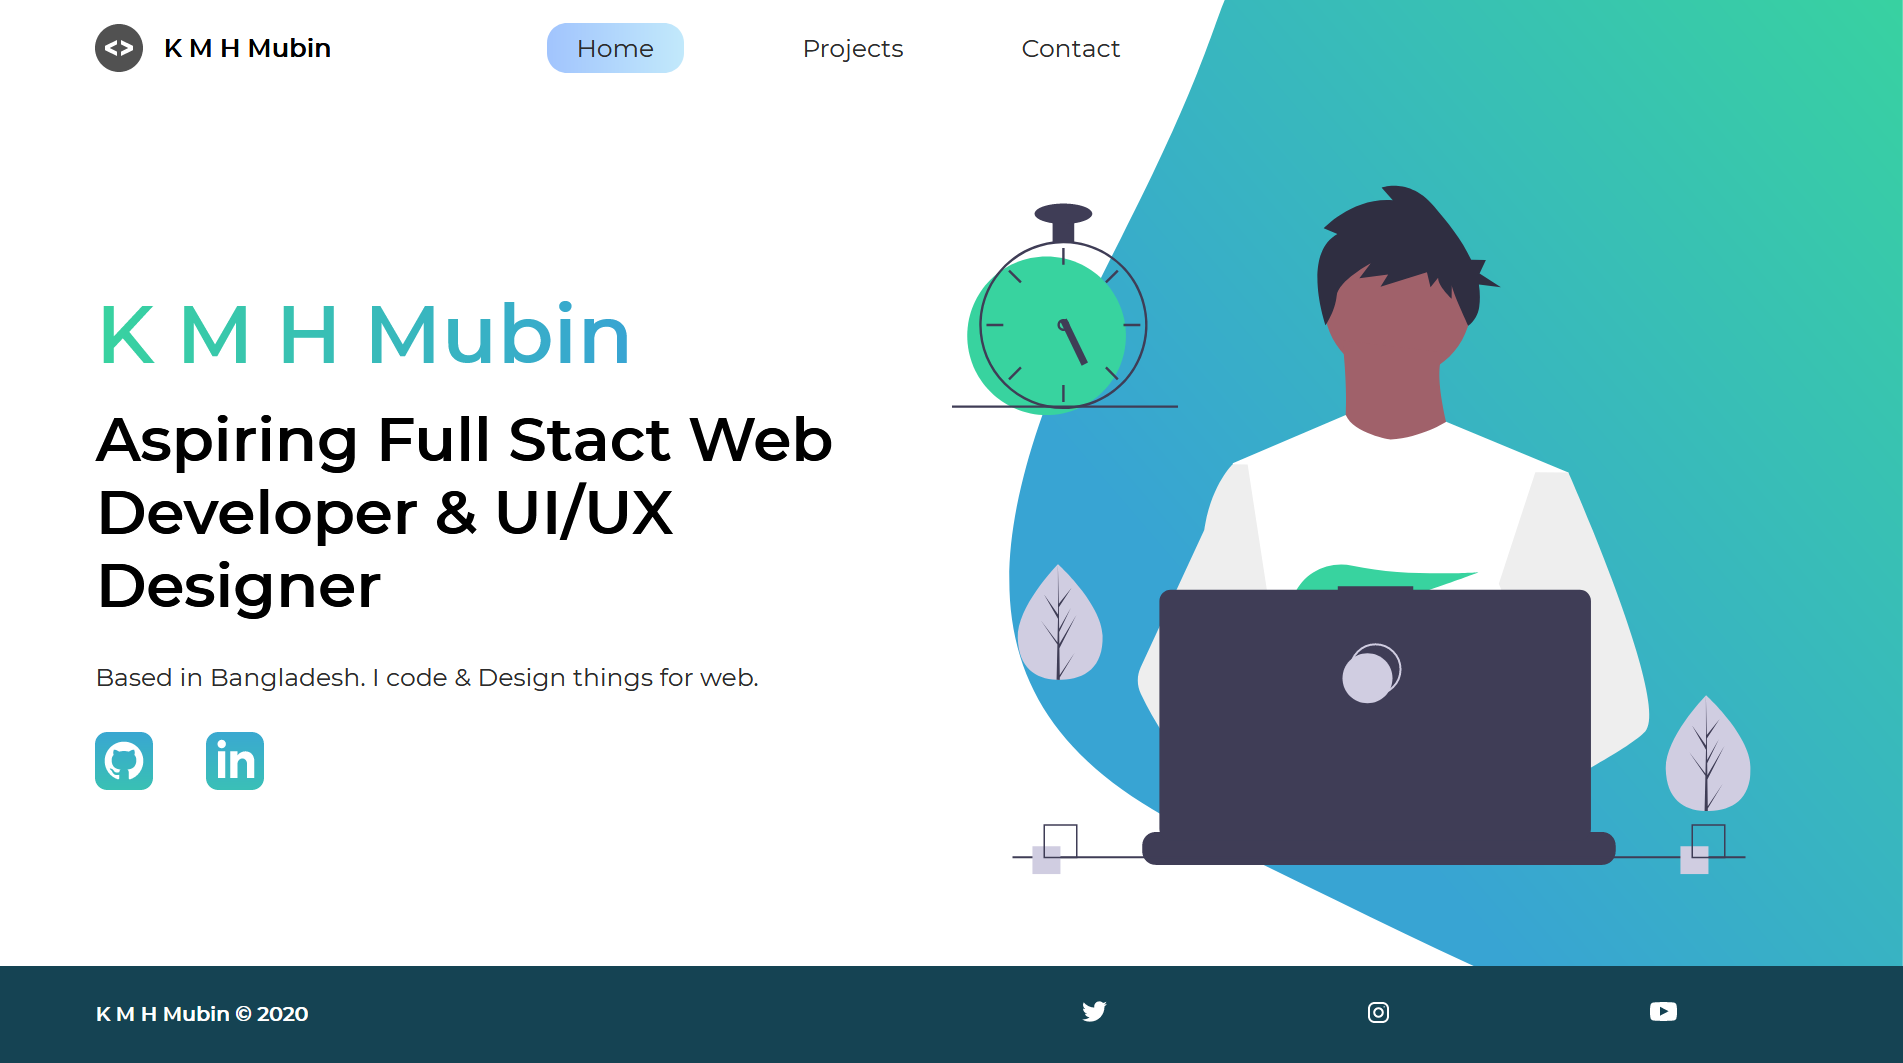 <> K M H Mubin
Home
Projects
Contact
K M H Mubin
Aspiring Full Stact Web
Developer & UI/UX
Designer
Based in Bangladesh. I code & Design things for web.
in
K M H Mubin © 2020